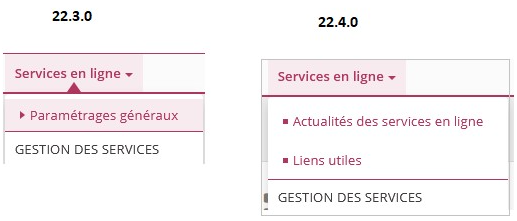 22.3.0
Services en ligne
Paramétrages généraux
GESTION DES SERVICES
22.4.0
Services en ligne
Actualités des services en ligne
Liens utiles
GESTION DES SERVICES